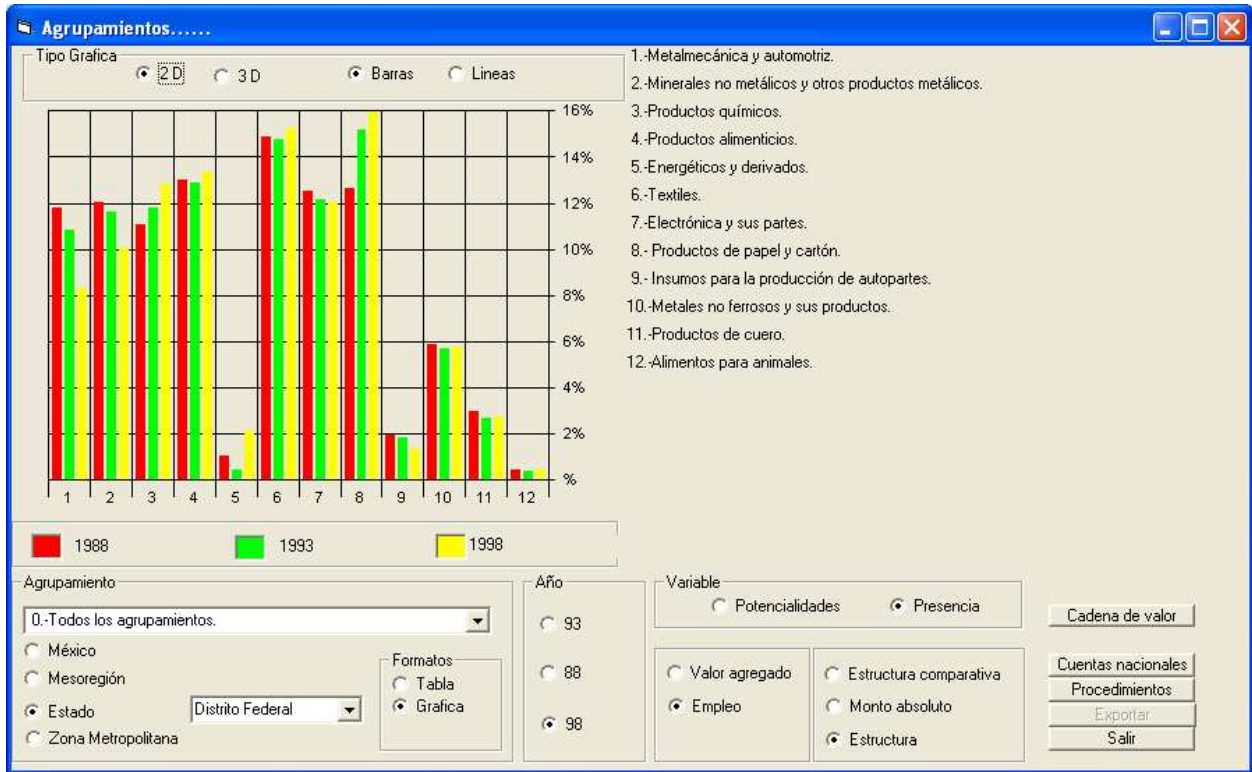 Agrupamientos......
Tipo Grafica
2 D
3 D
Barras
Lineas
16%
14%
12%
10%
8%
6%
4%
2%
%
1 2 3 4 5 6 7 8 9 10 11 12
1.-Metalmecánica y automotriz.
2.-Minerales no metálicos y otros productos metálicos.
3.-Productos químicos.
4.-Productos alimenticios.
5.-Energéticos y derivados.
6.-Textiles.
7.-Electrónica y sus partes.
8.- Productos de papel y cartón.
9.- Insumos para la producción de autopartes.
10.-Metales no ferrosos y sus productos.
11.-Productos de cuero.
12.-Alimentos para animales.
1988
1993
1998
Agrupamiento
0.-Todos los agrupamientos.
México
Mesoregión
Estado
Distrito Federal
Zona Metropolitana
Formatos
Tabla
Grafica
Año
93
88
98
Variable
Potencialidades
Presencia
Valor agregado
Empleo
Estructura comparativa
Monto absoluto
Estructura
Cadena de valor
Cuentas nacionales
Procedimientos
Exportar
Salir